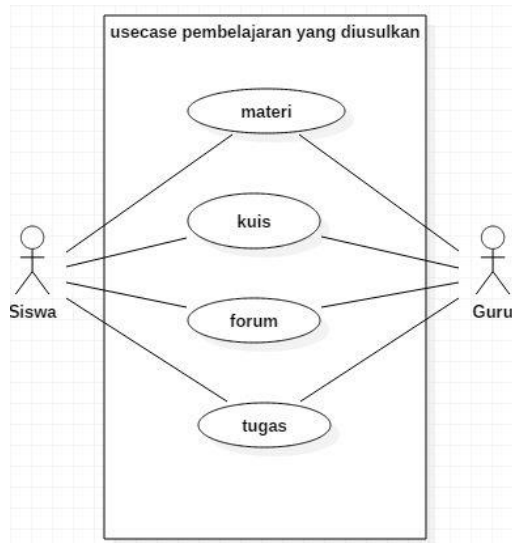 usecase pembelajaran yang diusulkan
materi
kuis
Siswa
Guru
forum
tugas